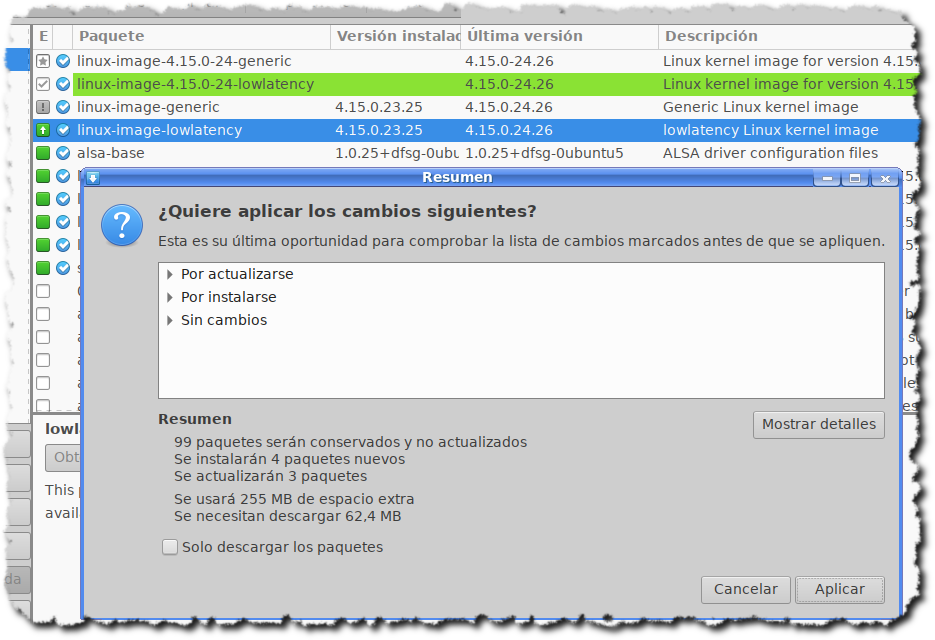 E Paquete Versión instalac Última versión Descripción
linux-image-4.15.0-24-generic 4.15.0-24.26 Linux kernel image for version 4.15.
linux-image-4.15.0-24-lowlatency 4.15.0-24.26 Linux kernel image for version 4.15
linux-image-generic 4.15.0.23.25 4.15.0.24.26 Generic Linux kernel image
linux-image-lowlatency 4.15.0.23.25 4.15.0.24.26 lowlatency Linux kernel image
alsa-base 1.0.25+dfsg-0ubu 1.0.25+dfsg-0ubuntu5 ALSA driver configuration files
Resumen
¿Quiere aplicar los cambios siguientes?
Esta es su última oportunidad para comprobar la lista de cambios marcados antes de que se apliquen.
Por actualizarse
Por instalarse
Sin cambios
Resumen
Mostrar detalles
99 paquetes serán conservados y no actualizados
Se instalarán 4 paquetes nuevos
Se actualizarán 3 paquetes
Se usará 255 MB de espacio extra
Se necesitan descargar 62,4 MB
Solo descargar los paquetes
Cancelar Aplicar
lowl
Obt
This
avail
da